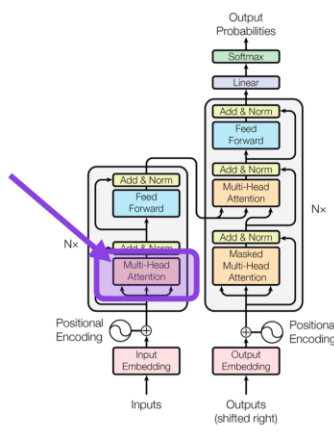 Output
Probabilities
Softmax
Linear
Add & Norm
Feed
Forward
Add & Norm
Multi-Head
Attention
Add & Norm
Masked
Multi-Head
Attention
Nx
Positional
Encoding
Output
Embedding
Outputs
(shifted right)
Add & Norm
Feed
Forward
Add & Norm
Multi-Head
Attention
Nx
Positional
Encoding
Input
Embedding
Inputs